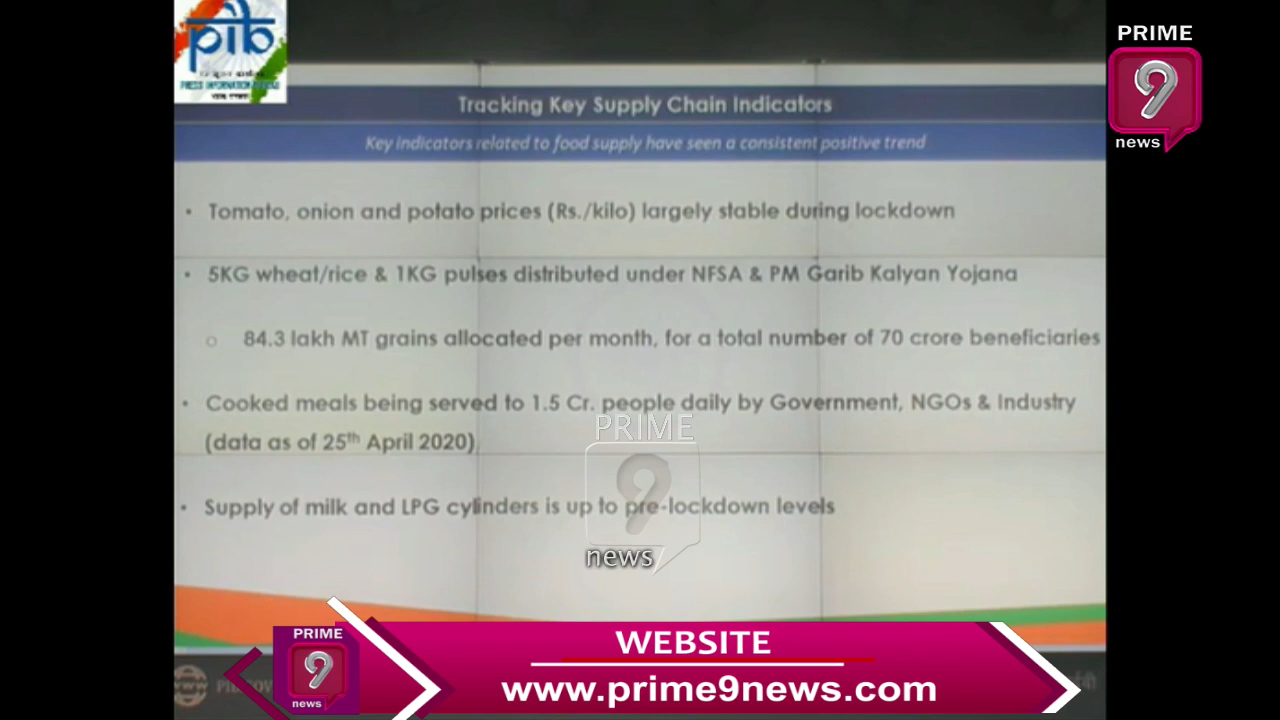 pib
PRESS INFORMATION
PRIME
9
news
Tracking Key Supply Chain Indicators
Key indicators related to food supply have seen a consistent positive trend
• Tomato, onion and potato prices (Rs./kilo) largely stable during lockdown
• 5KG wheat/rice & 1KG pulses distributed under NFSA & PM Garib Kalyan Yojana
o 84.3 lakh MT grains allocated per month, for a total number of 70 crore beneficiaries
• Cooked meals being served to 1.5 Cr. people daily by Government, NGOs & Industry
(data as of 25th April 2020)
• Supply of milk and LPG cylinders is up to pre-lockdown levels
PRIME
9
news
PRIME
9
news
WEBSITE
www.prime9news.com
www